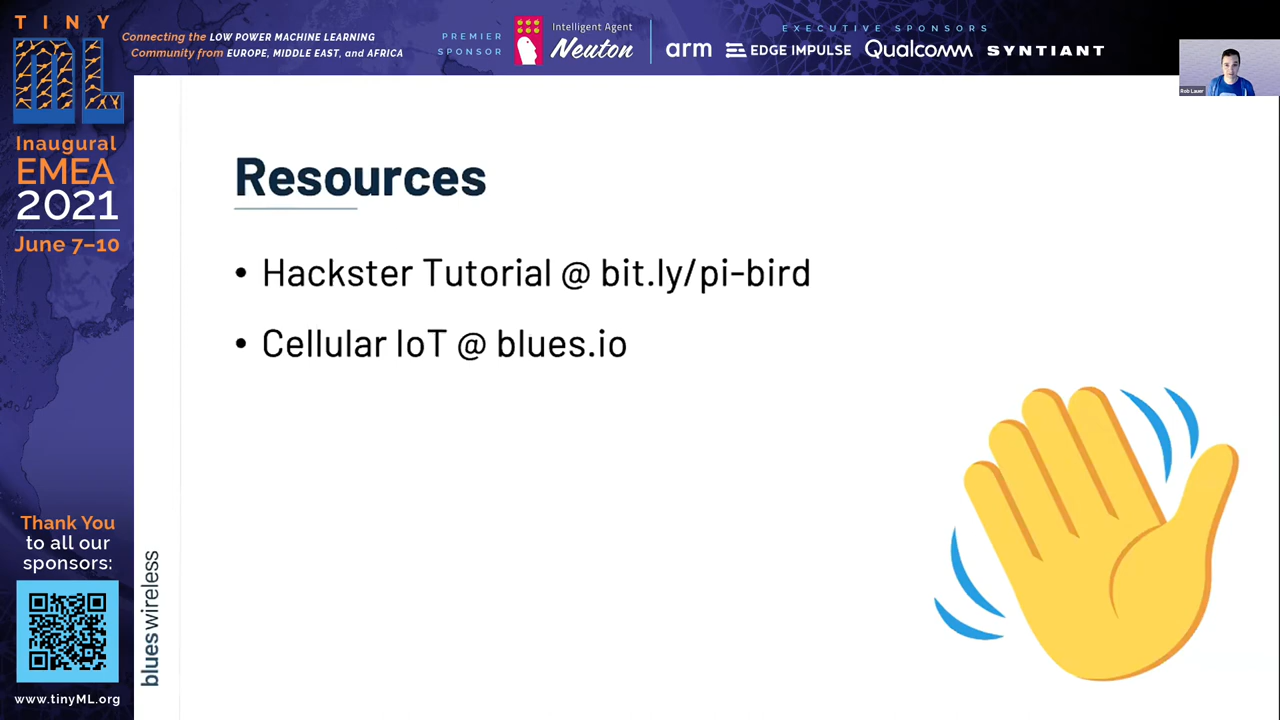 TINY
ML
Inaugural
EMEA
2021
June 7–10
Connecting the LOW POWER MACHINE LEARNING
Community from EUROPE, MIDDLE EAST, and AFRICA
PREMIER
SPONSOR
Intelligent Agent
Neuton
EXECUTIVE SPONSORS
arm
EDGE IMPULSE
Qualcomm
SYNTIANT
Rob Lauer
Resources
• Hackster Tutorial @ bit.ly/pi-bird
• Cellular IoT @ blues.io
Thank You
to all our
sponsors:
www.tinyML.org
blues wireless